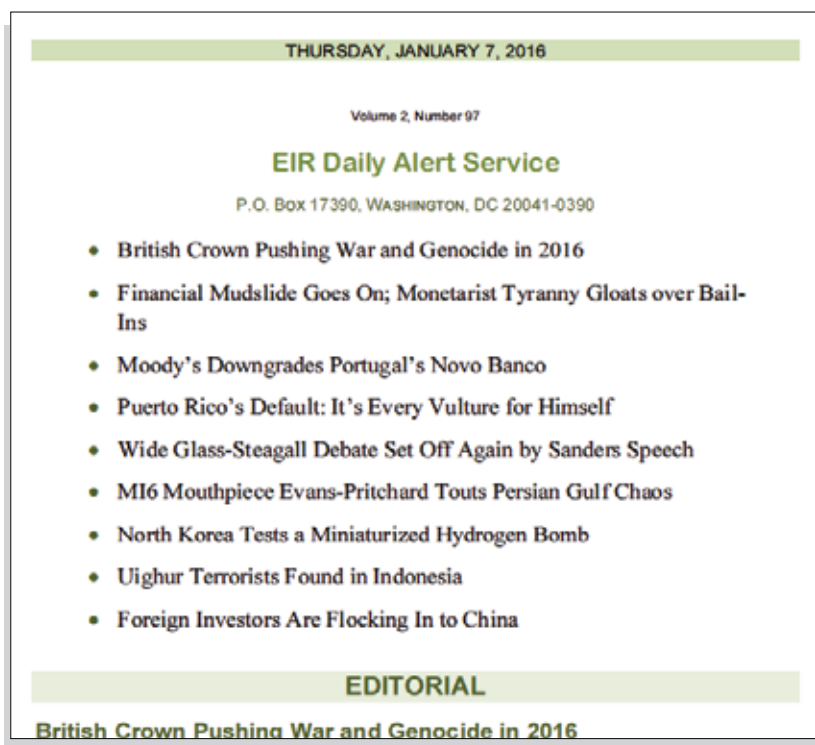 THURSDAY, JANUARY 7, 2016
Volume 2, Number 97
EIR Daily Alert Service
P.O. BOX 17390, WASHINGTON, DC 20041-0390
• British Crown Pushing War and Genocide in 2016
• Financial Mudslide Goes On; Monetarist Tyranny Gloats over Bail-
Ins
• Moody's Downgrades Portugal's Novo Banco
• Puerto Rico's Default: It's Every Vulture for Himself
• Wide Glass-Steagall Debate Set Off Again by Sanders Speech
• MI6 Mouthpiece Evans-Pritchard Touts Persian Gulf Chaos
• North Korea Tests a Miniaturized Hydrogen Bomb
• Uighur Terrorists Found in Indonesia
• Foreign Investors Are Flocking In to China
EDITORIAL
British Crown Pushing War and Genocide in 2016